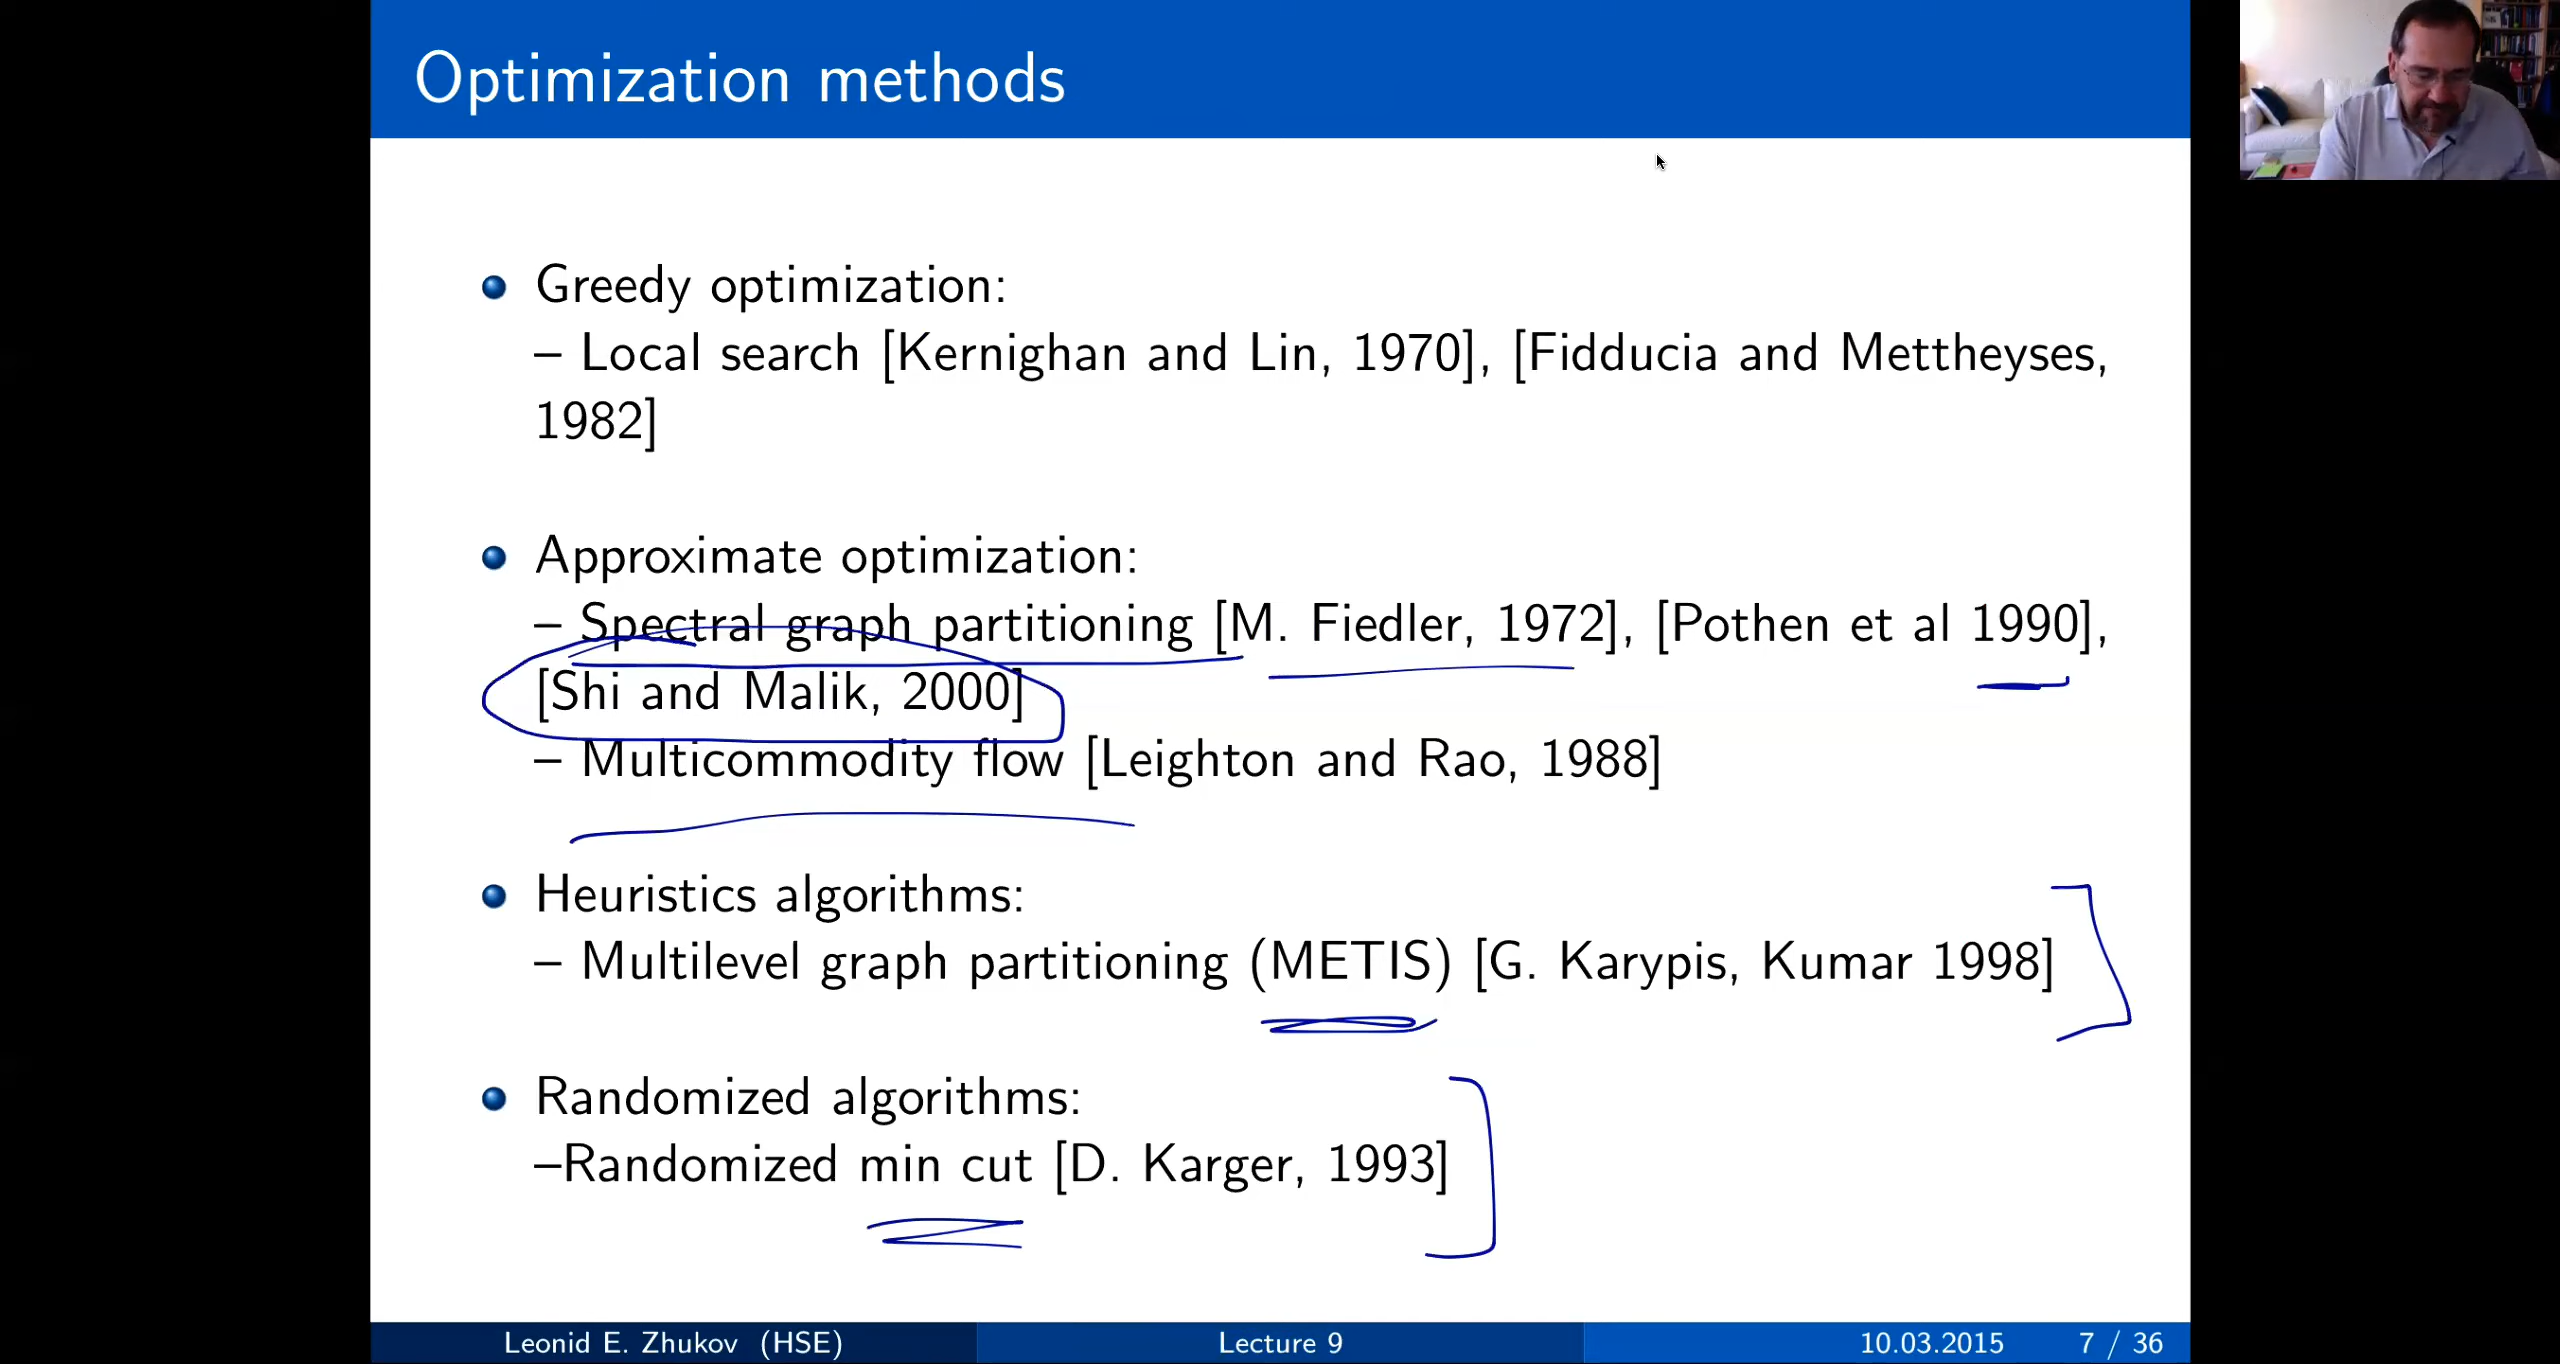 Optimization methods
Greedy optimization:
– Local search [Kernighan and Lin, 1970], [Fidducia and Mettheyses,
1982]
Approximate optimization:
– Spectral graph partitioning [M. Fiedler, 1972], [Pothen et al 1990],
[Shi and Malik, 2000]
– Multicommodity flow [Leighton and Rao, 1988]
Heuristics algorithms:
– Multilevel graph partitioning (METIS) [G. Karypis, Kumar 1998]
Randomized algorithms:
–Randomized min cut [D. Karger, 1993]
Leonid E. Zhukov (HSE) Lecture 9 10.03.2015 7 / 36